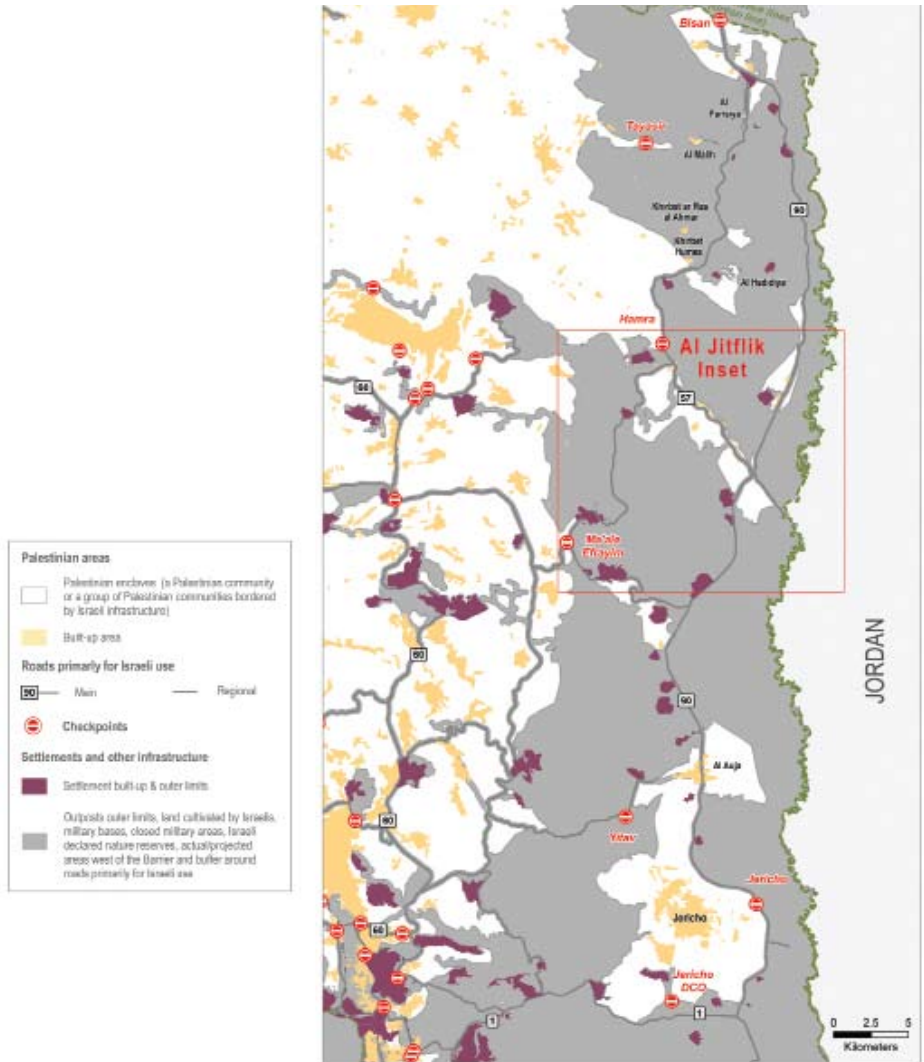 Bisan
Al
Farisiya
Tayasir
Al Malih
Khirbet ar Ras
al Ahmar
90
Khirbet
Humsa
Al Hadidiya
Hamra
Al Jitflik
Inset
57
Ma'ale
Efrayim
60
90
JORDAN
Al Auja
60
Yitav
Jericho
Jericho
60
Jericho
DCO
1
1
0 2.5 5
Kilometers
Palestinian areas
Palestinian enclaves (a Palestinian community
or a group of Palestinian communities bordered
by Israeli infrastructure)
Built-up area
Roads primarily for Israeli use
90 Main Regional
Checkpoints
Settlements and other infrastructure
Settlement built-up & outer limits
Outposts outer limits, land cultivated by Israelis,
military bases, closed military areas, Israeli
declared nature reserves, actual/projected
areas west of the Barrier and buffer around
roads primarily for Israeli use